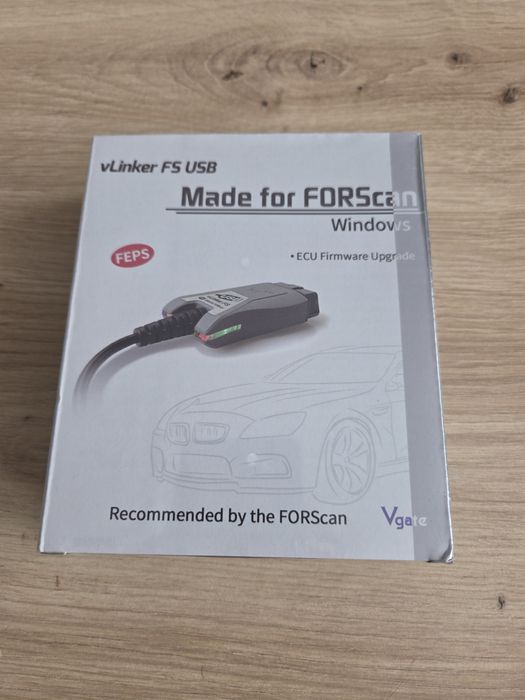 vLinker FS USB
Made for FORScan
Windows
• ECU Firmware Upgrade
FEPS
Recommended by the FORScan
Vgate